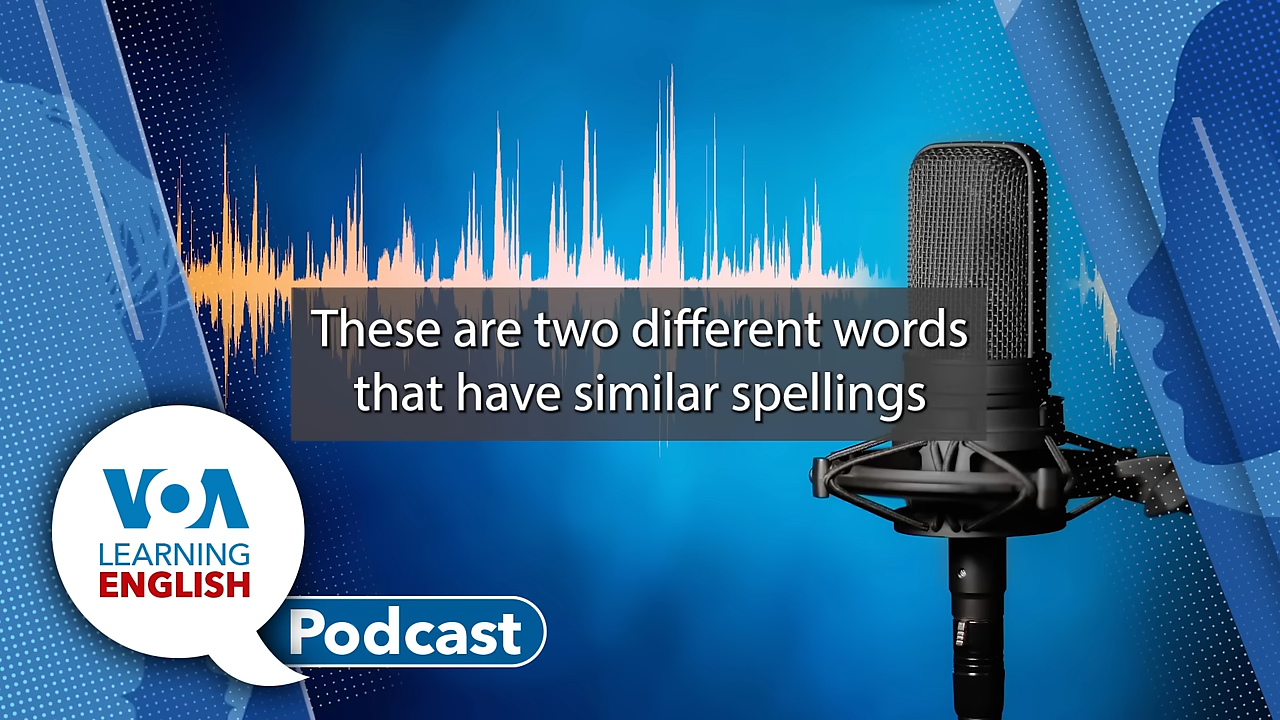 These are two different words
that have similar spellings
VOA
LEARNING
ENGLISH
Podcast